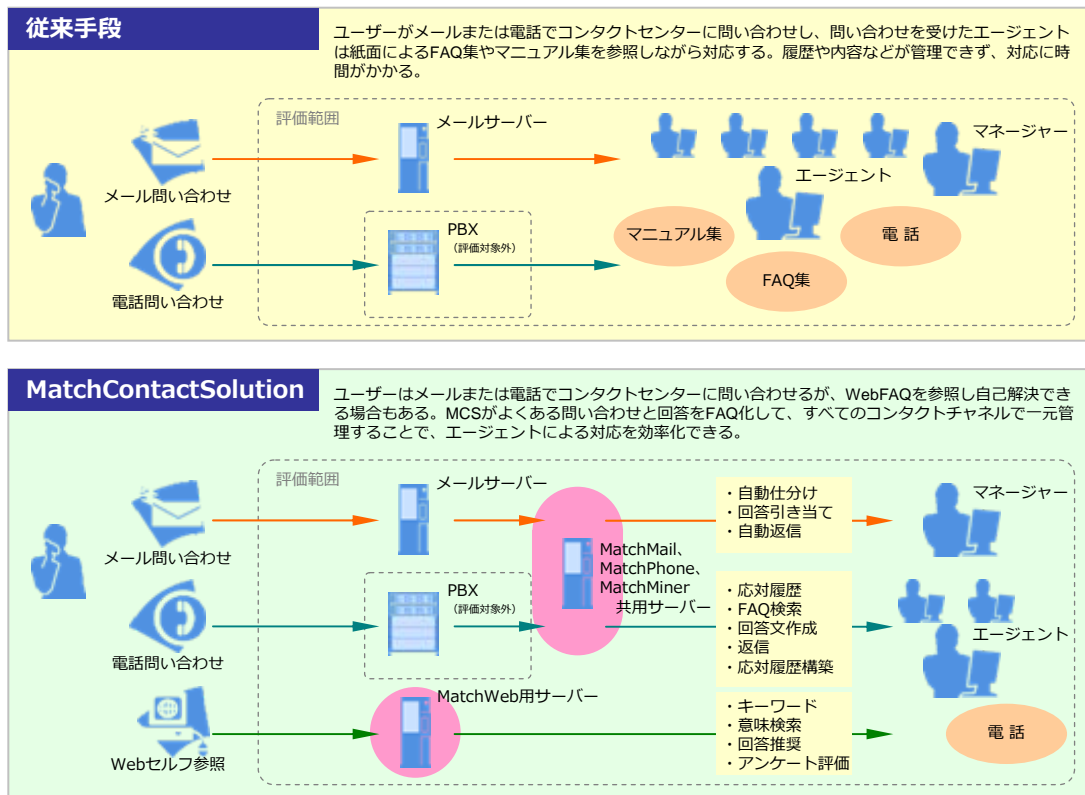 従来手段
ユーザーがメールまたは電話でコンタクトセンターに問い合わせし、問い合わせを受けたエージェント
は紙面によるFAQ集やマニュアル集を参照しながら対応する。履歴や内容などが管理できず、対応に時
間がかかる。
評価範囲
メールサーバー
マネージャー
エージェント
メール問い合わせ
PBX
（評価対象外）
マニュアル集
電 話
FAQ集
電話問い合わせ
MatchContactSolution
ユーザーはメールまたは電話でコンタクトセンターに問い合わせるが、WebFAQを参照し自己解決でき
る場合もある。MCSがよくある問い合わせと回答をFAQ化して、すべてのコンタクトチャネルで一元管
理することで、エージェントによる対応を効率化できる。
評価範囲
メールサーバー
・自動仕分け
・回答引き当て
・自動返信
マネージャー
メール問い合わせ
MatchMail、
MatchPhone、
MatchMiner
共用サーバー
PBX
（評価対象外）
・応対履歴
・FAQ検索
・回答文作成
・返信
・応対履歴構築
エージェント
電話問い合わせ
MatchWeb用サーバー
・キーワード
・意味検索
・回答推奨
・アンケート評価
電 話
Webセルフ参照